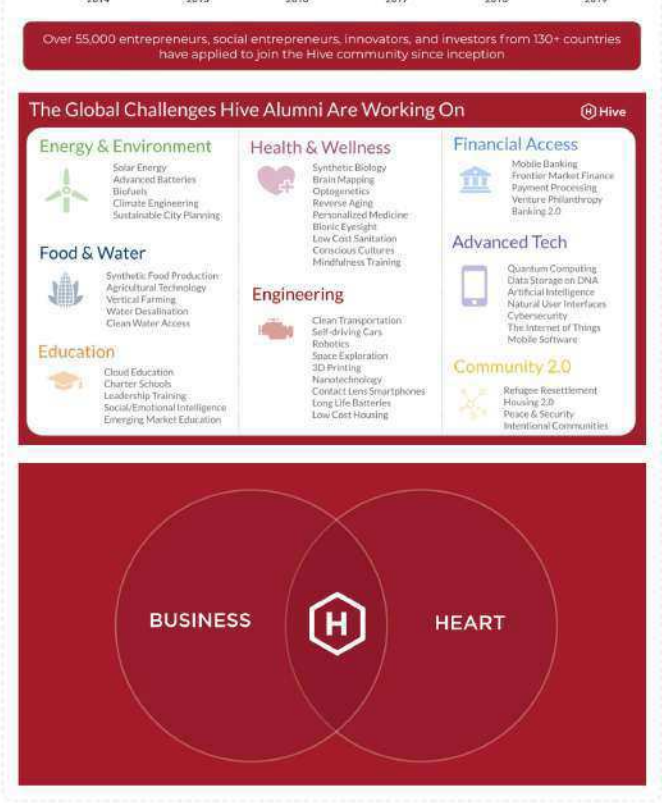 2014 2015 2016 2017 2018 2019
Over 55,000 entrepreneurs, social entrepreneurs, innovators, and investors from 130+ countries
have applied to join the Hive community since inception
The Global Challenges Hive Alumni Are Working On
H Hive
Energy & Environment
Solar Energy
Advanced Batteries
Biofuels
Climate Engineering
Sustainable City Planning
Food & Water
Synthetic Food Production
Agricultural Technology
Vertical Farming
Water Desalination
Clean Water Access
Education
Cloud Education
Charter Schools
Leadership Training
Social/Emotional Intelligence
Emerging Market Education
Health & Wellness
Synthetic Biology
Brain Mapping
Optogenetics
Reverse Aging
Personalized Medicine
Bionic Eyesight
Low Cost Sanitation
Conscious Cultures
Mindfulness Training
Engineering
Clean Transportation
Self-driving Cars
Robotics
Space Exploration
3D Printing
Nanotechnology
Contact Lens Smartphones
Long Life Batteries
Low Cost Housing
Financial Access
Mobile Banking
Frontier Market Finance
Payment Processing
Venture Philanthropy
Banking 2.0
Advanced Tech
Quantum Computing
Data Storage on DNA
Artificial Intelligence
Natural User Interfaces
Cybersecurity
The Internet of Things
Mobile Software
Community 2.0
Refugee Resettlement
Housing 2.0
Peace & Security
Intentional Communities
BUSINESS
H
HEART